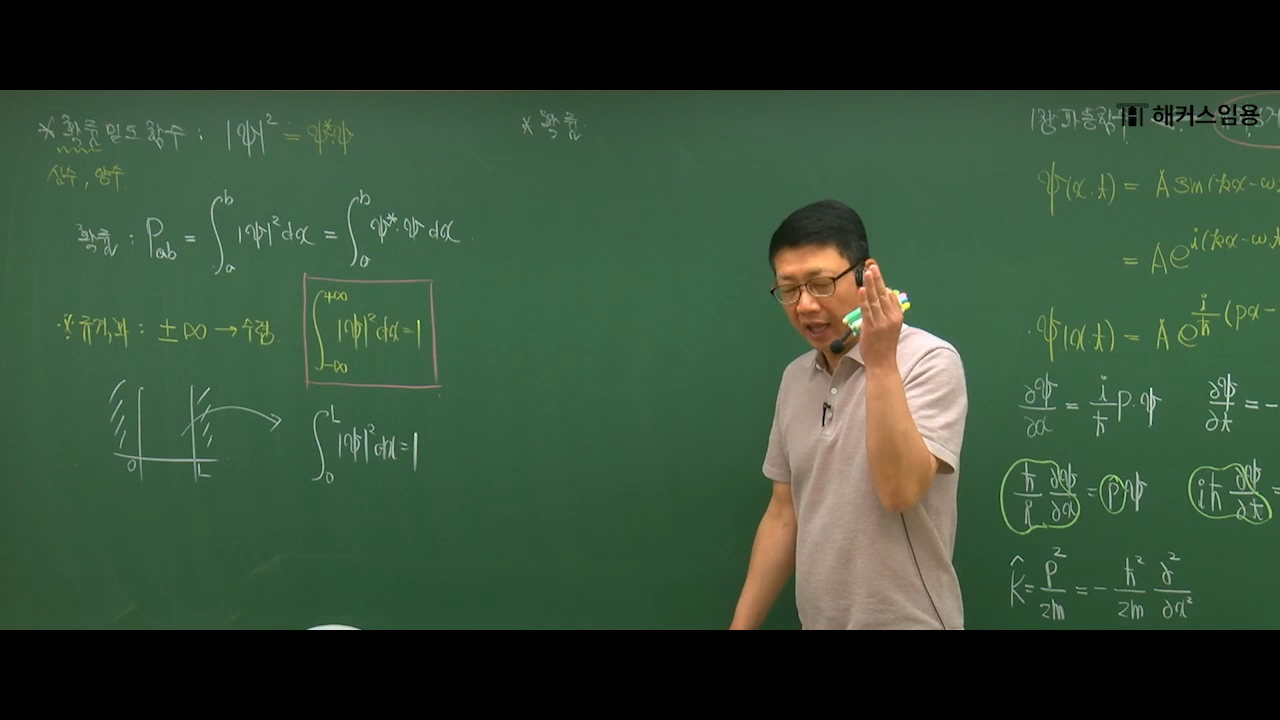 * 확률밀도함수 : |ψ|² = ψ*·ψ
실수, 양수
확률 : P_ab = ∫_a^b |ψ|² dx = ∫_a^b ψ*·ψ dx
※ 규격화 : ±∞ → 수렴
∫_{-∞}^{+∞} |ψ|² dx = 1
0 L
∫_0^L |ψ|² dx = 1
* 확률
해커스임용
ψ(x.t) = A sin(kx-ω
= A e^{i(kx-ω.t
ψ(x.t) = A e^{i/ħ (px-
∂ψ/∂x = i/ħ P·ψ ∂ψ/∂t = -
ħ/i ∂ψ/∂x = Pψ iħ ∂ψ/∂t =
K̂ = P²/2m = - ħ²/2m ∂²/∂x²